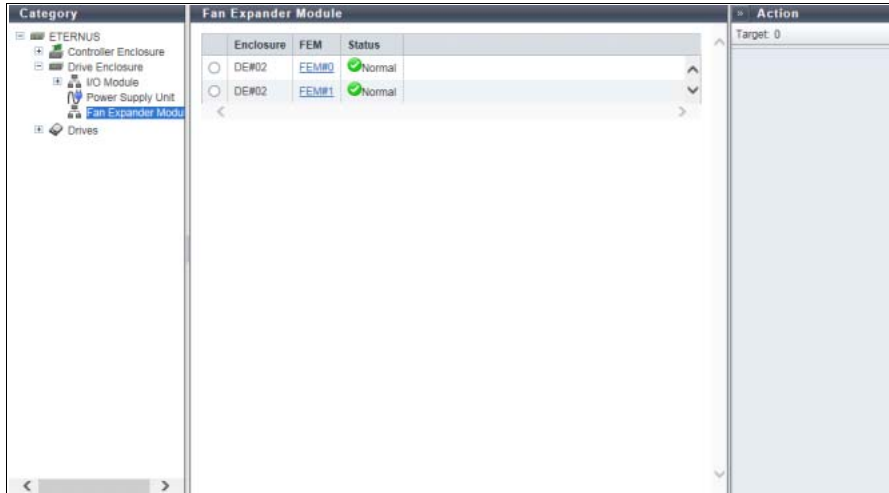 Category
ETERNUS
Controller Enclosure
Drive Enclosure
I/O Module
Power Supply Unit
Fan Expander Modu
Drives
Fan Expander Module
Enclosure FEM Status
DE#02 FEM#0 Normal
DE#02 FEM#1 Normal
» Action
Target: 0